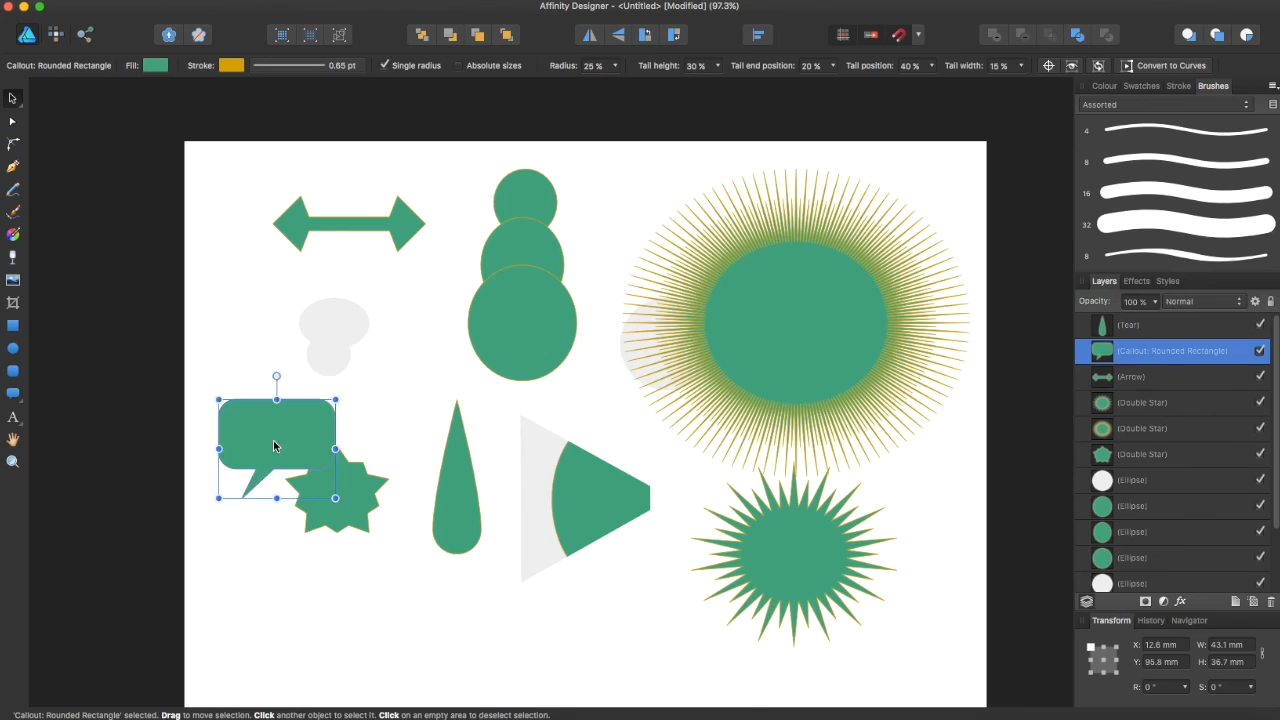 Affinity Designer - <Untitled> [Modified] (97.3%)
Callout: Rounded Rectangle Fill: Stroke: 0.65 pt Single radius Absolute sizes Radius: 25 % Tail height: 30 % Tail end position: 20 % Tail position: 40 % Tail width: 15 % Convert to Curves
Colour Swatches Stroke Brushes
Assorted
4
8
16
32
8
Layers Effects Styles
Opacity: 100 % Normal
(Tear)
(Callout: Rounded Rectangle)
(Arrow)
(Double Star)
(Double Star)
(Double Star)
(Ellipse)
(Ellipse)
(Ellipse)
(Ellipse)
(Ellipse)
fx
Transform History Navigator
X: 12.6 mm W: 43.1 mm
Y: 95.8 mm H: 36.7 mm
R: 0 ° S: 0 °
'Callout: Rounded Rectangle' selected. Drag to move selection. Click another object to select it. Click on an empty area to deselect selection.